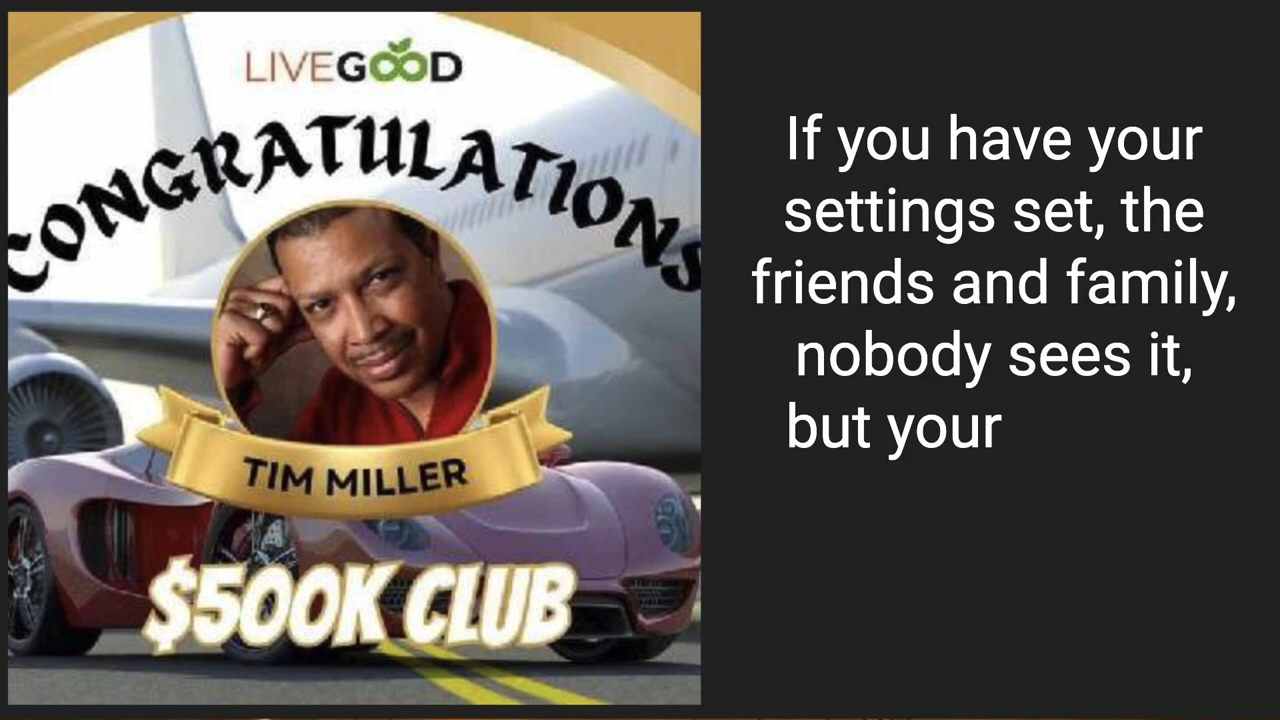 LIVEGOOD
CONGRATULATIONS
TIM MILLER
$500K CLUB
If you have your
settings set, the
friends and family,
nobody sees it,
but your